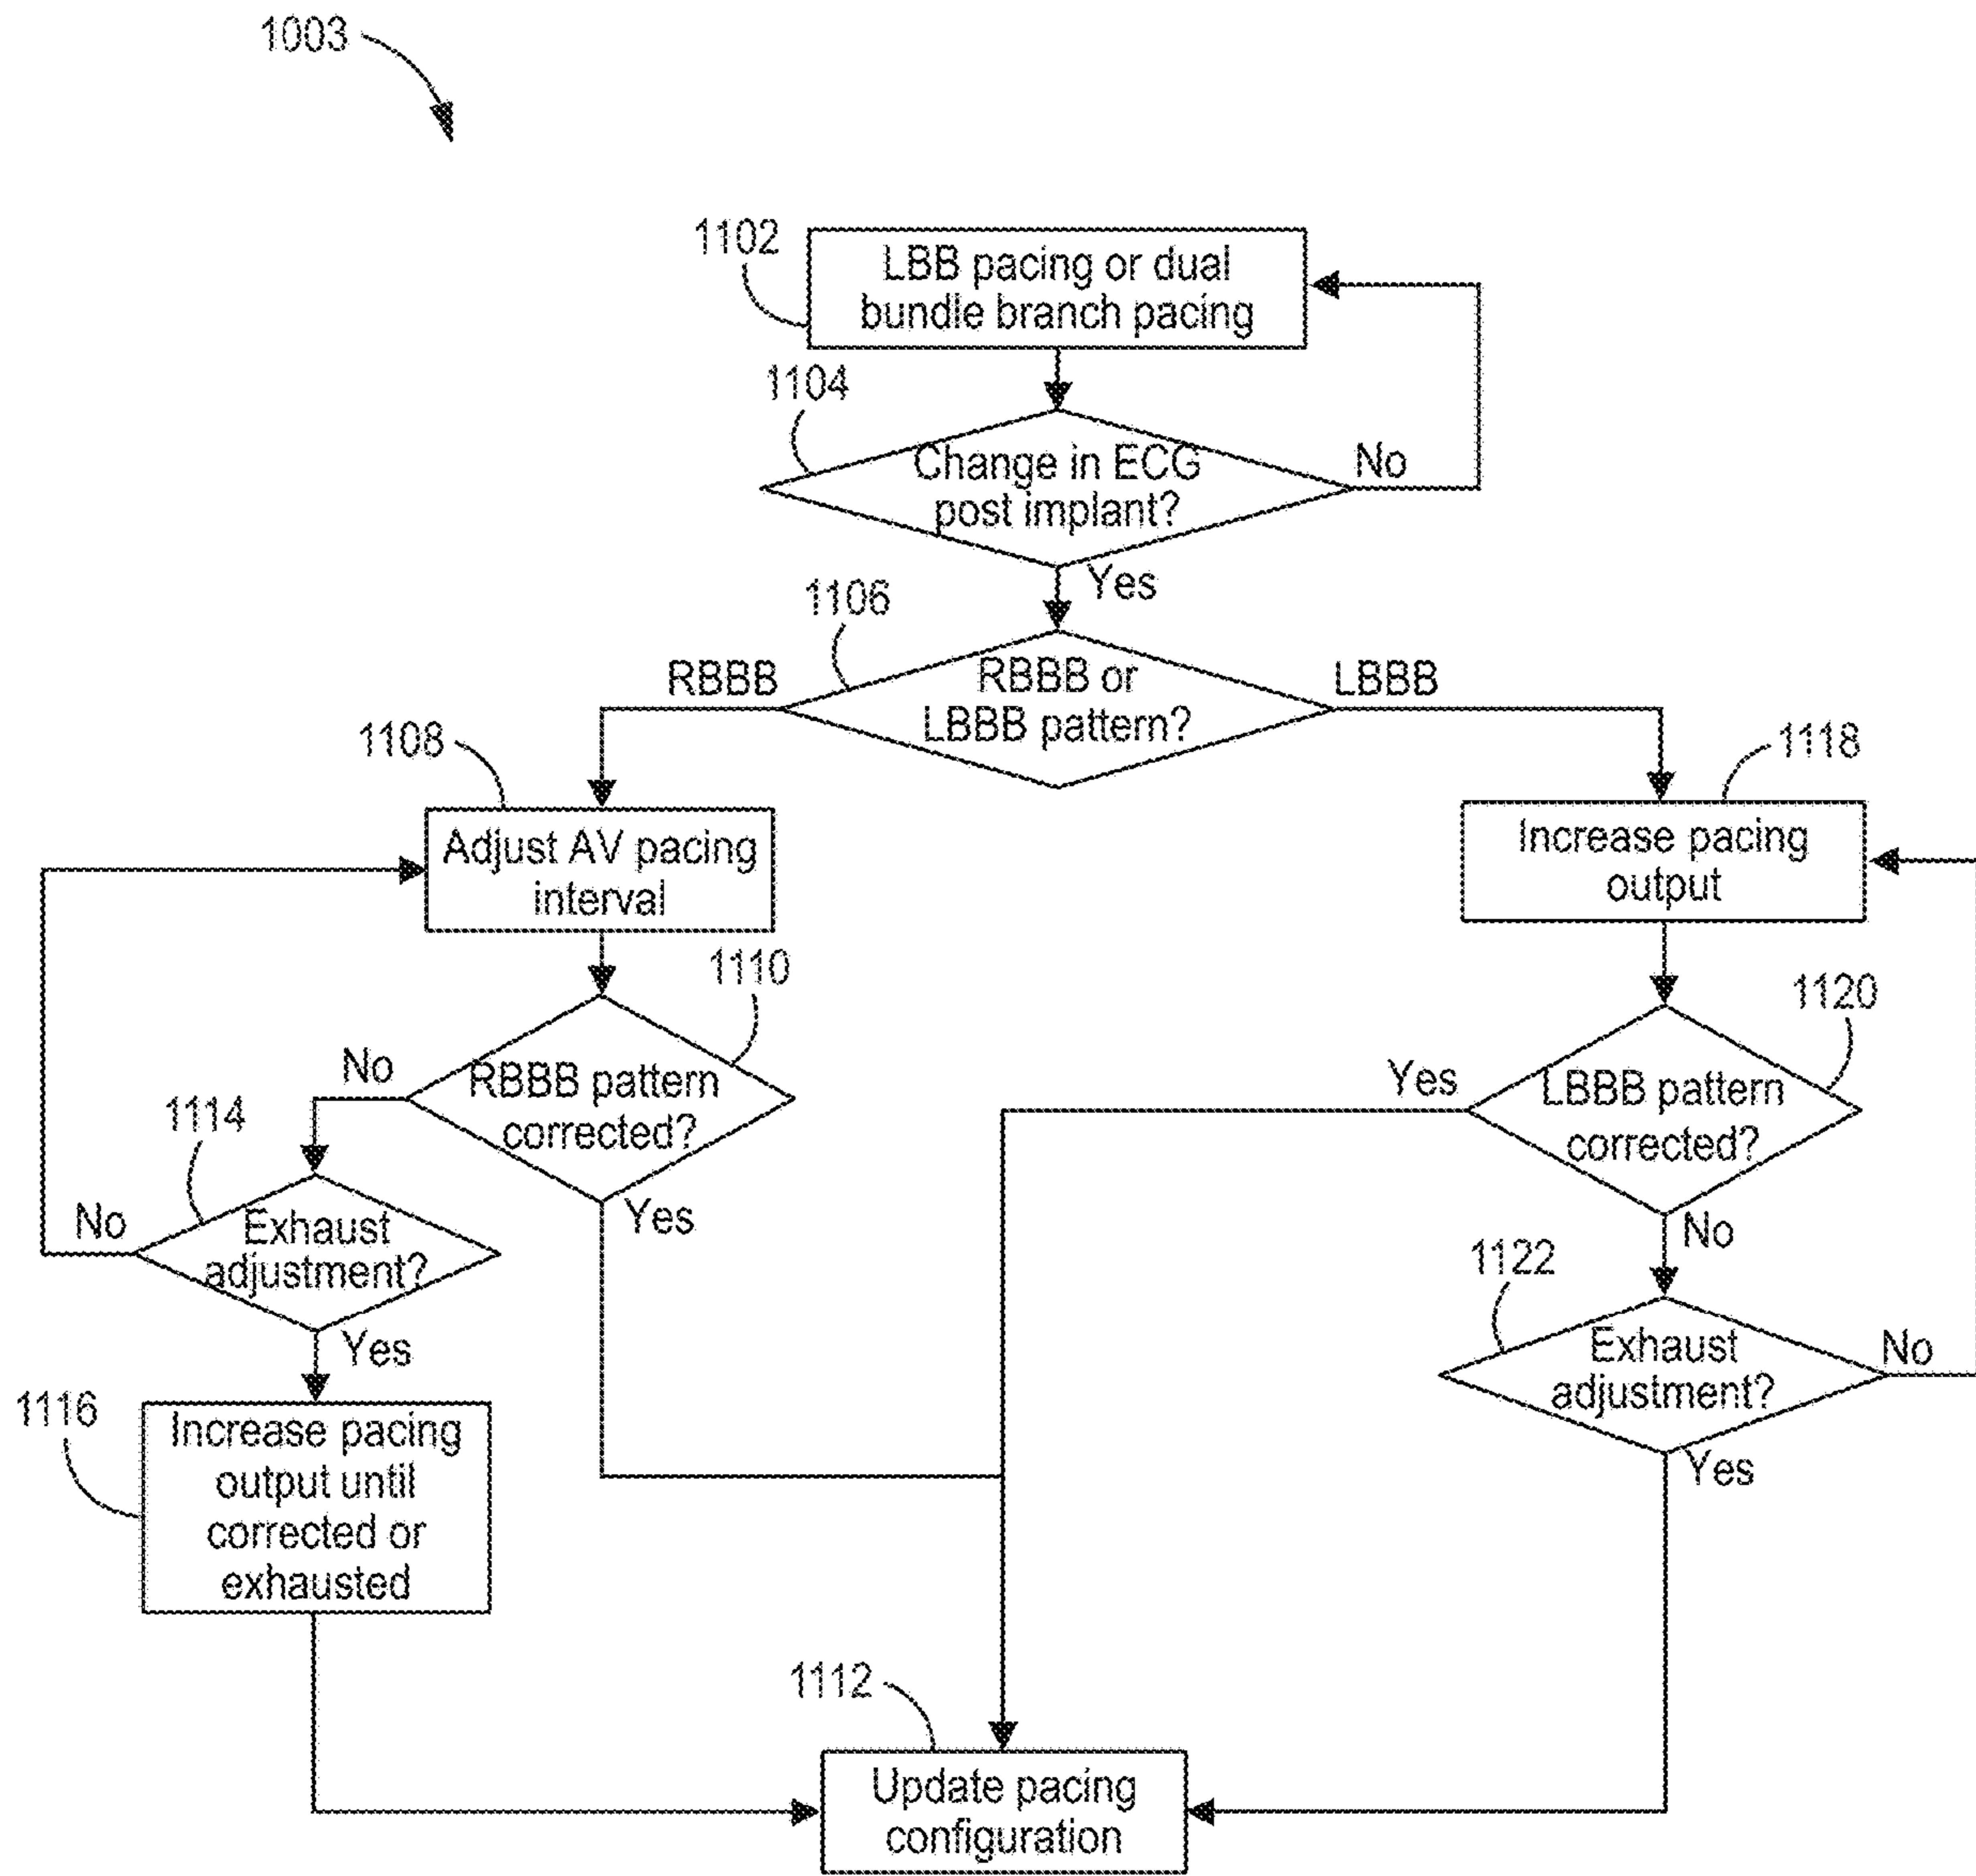 1003
1102
LBB pacing or dual
bundle branch pacing
1104
Change in ECG
post implant?
No
Yes
1106
RBBB
RBBB or
LBBB pattern?
LBBB
1108
Adjust AV pacing
interval
1118
Increase pacing
output
1110
RBBB pattern
corrected?
No
Yes
1120
LBBB pattern
corrected?
Yes
No
1114
Exhaust
adjustment?
No
Yes
1122
Exhaust
adjustment?
No
Yes
1116
Increase pacing
output until
corrected or
exhausted
1112
Update pacing
configuration